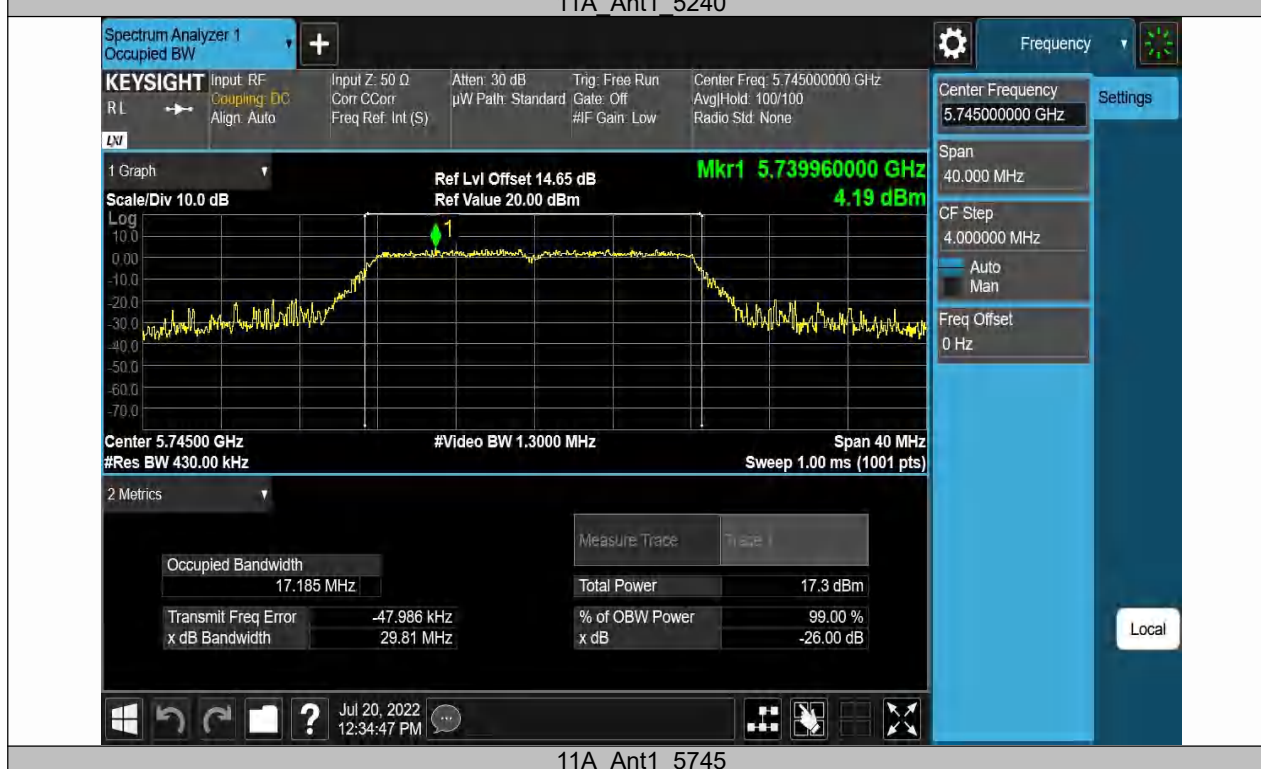 11A_Ant1_5240
Spectrum Analyzer 1
Occupied BW
Frequency
KEYSIGHT
R L
LXI
Input: RF
Coupling: DC
Align: Auto
Input Z: 50 Ω
Corr CCorr
Freq Ref: Int (S)
Atten: 30 dB
µW Path: Standard
Trig: Free Run
Gate: Off
#IF Gain: Low
Center Freq: 5.745000000 GHz
Avg|Hold: 100/100
Radio Std: None
Center Frequency
5.745000000 GHz
Settings
Span
40.000 MHz
CF Step
4.000000 MHz
Auto
Man
Freq Offset
0 Hz
Local
1 Graph
Scale/Div 10.0 dB
Ref Lvl Offset 14.65 dB
Ref Value 20.00 dBm
Mkr1 5.739960000 GHz
4.19 dBm
Log
10.0
0.00
-10.0
-20.0
-30.0
-40.0
-50.0
-60.0
-70.0
1
Center 5.74500 GHz
#Video BW 1.3000 MHz
Span 40 MHz
#Res BW 430.00 kHz
Sweep 1.00 ms (1001 pts)
2 Metrics
Measure Trace
Trace 1
Occupied Bandwidth
17.185 MHz
Total Power
17.3 dBm
Transmit Freq Error
-47.986 kHz
% of OBW Power
99.00 %
x dB Bandwidth
29.81 MHz
x dB
-26.00 dB
Jul 20, 2022
12:34:47 PM
11A_Ant1_5745